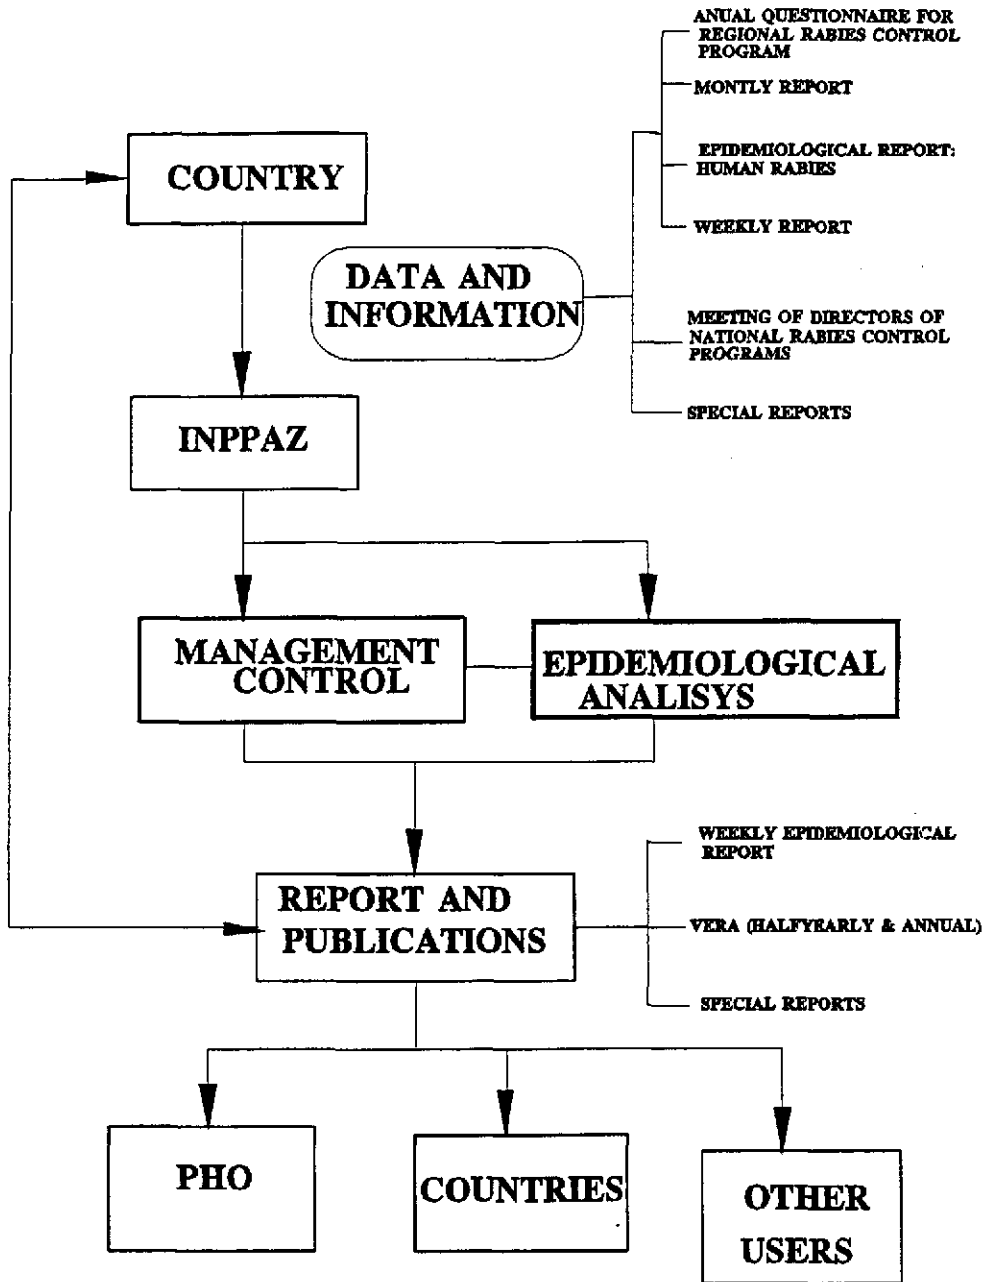 ANUAL QUESTIONNAIRE FOR
REGIONAL RABIES CONTROL
PROGRAM
MONTLY REPORT
COUNTRY
EPIDEMIOLOGICAL REPORT:
HUMAN RABIES
WEEKLY REPORT
DATA AND
INFORMATION
MEETING OF DIRECTORS OF
NATIONAL RABIES CONTROL
PROGRAMS
SPECIAL REPORTS
INPPAZ
MANAGEMENT
CONTROL
EPIDEMIOLOGICAL
ANALISYS
WEEKLY EPIDEMIOLOGICAL
REPORT
REPORT AND
PUBLICATIONS
VERA (HALFYEARLY & ANNUAL)
SPECIAL REPORTS
PHO
COUNTRIES
OTHER
USERS